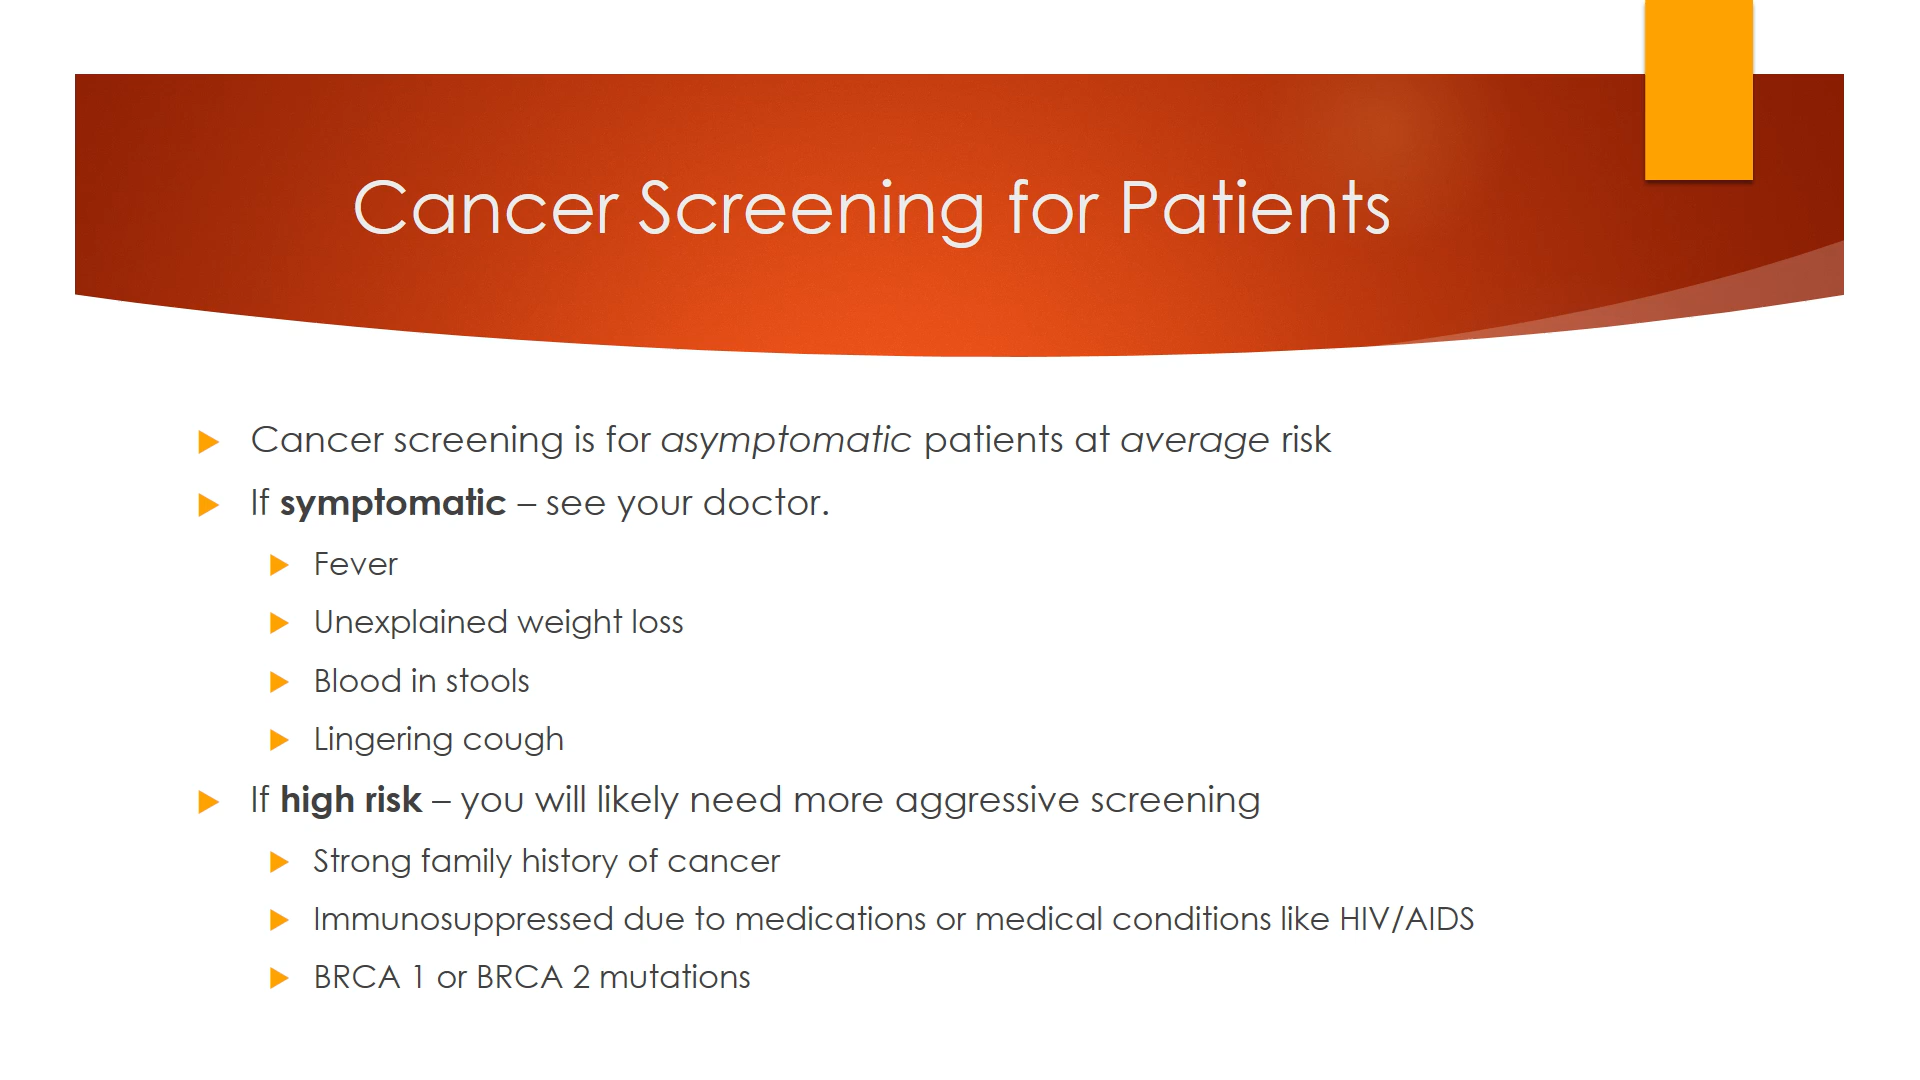 Cancer Screening for Patients
Cancer screening is for asymptomatic patients at average risk
If symptomatic – see your doctor.
Fever
Unexplained weight loss
Blood in stools
Lingering cough
If high risk – you will likely need more aggressive screening
Strong family history of cancer
Immunosuppressed due to medications or medical conditions like HIV/AIDS
BRCA 1 or BRCA 2 mutations